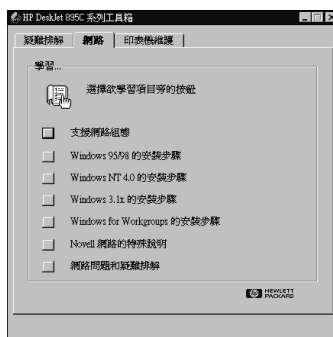 HP DeskJet 895C 系列工具箱
疑難排解 網路 印表機維護
學習...
選擇欲學習項目旁的按鈕
支援網路組態
Windows 95/98 的安裝步驟
Windows NT 4.0 的安裝步驟
Windows 3.1x 的安裝步驟
Windows for Workgroups 的安裝步驟
Novell 網路的特殊說明
網路問題和疑難排解
hp HEWLETT
PACKARD